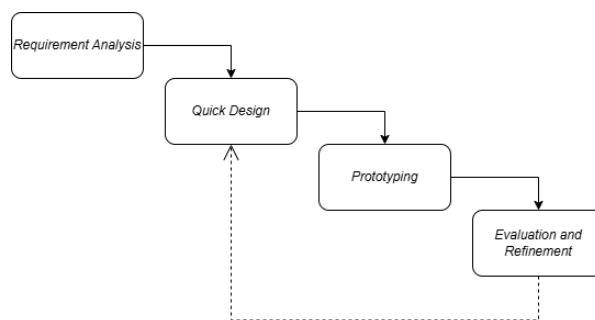 Requirement Analysis
Quick Design
Prototyping
Evaluation and
Refinement